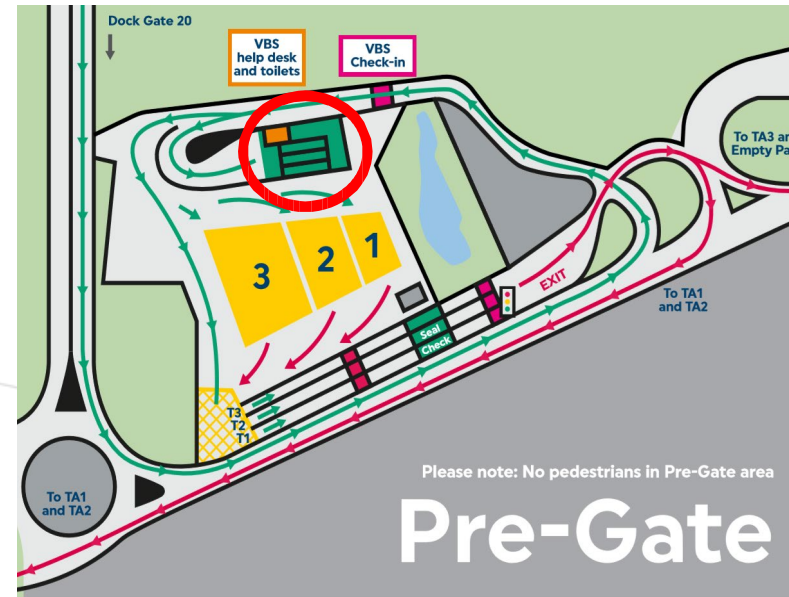 Dock Gate 20
VBS
help desk
and toilets
VBS
Check-in
To TA3 an
Empty Pa
3
2
1
EXIT
To TA1
and TA2
Seal
Check
T3
T2
T1
To TA1
and TA2
Please note: No pedestrians in Pre-Gate area
Pre-Gate